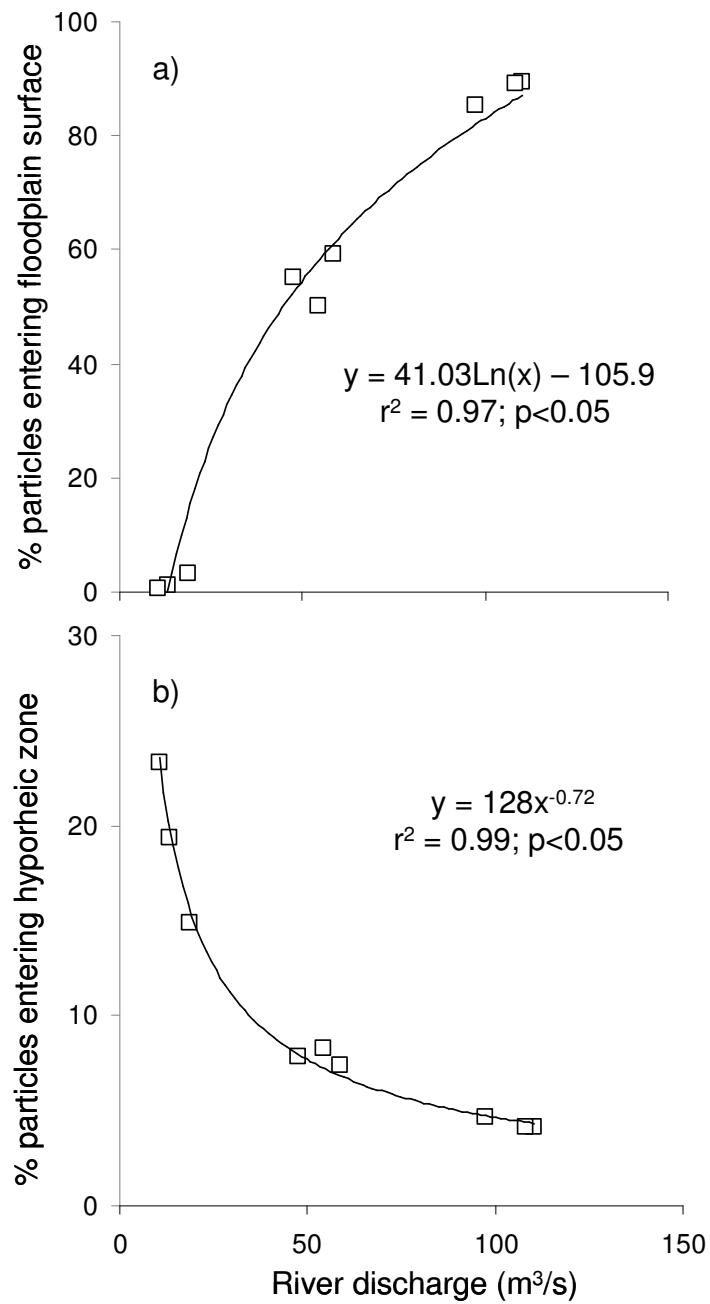 100
a)
80
60
40
20
0
% particles entering floodplain surface
y = 41.03Ln(x) – 105.9
r² = 0.97; p<0.05
30
b)
20
10
0
% particles entering hyporheic zone
y = 128x⁻⁰·⁷²
r² = 0.99; p<0.05
0 50 100 150
River discharge (m³/s)